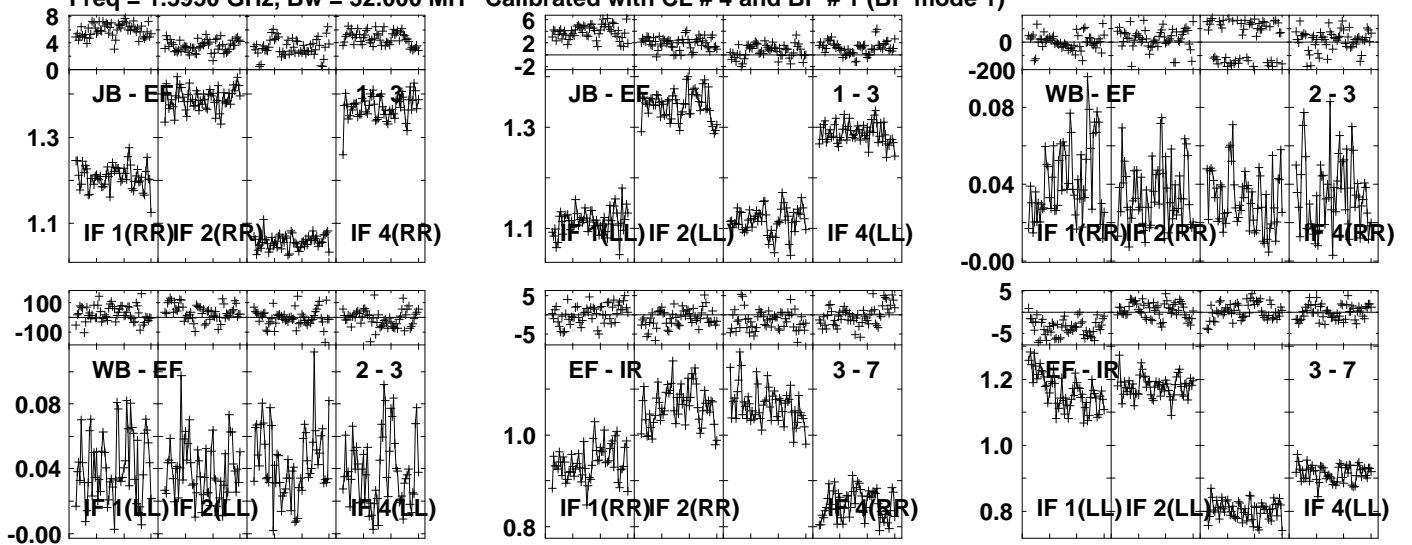 Freq = 1.5950 GHz, Bw = 32.000 MH Calibrated with CL # 4 and BP # 1 (BP mode 1)
8 4 0
JB - EF 1 - 3
1.3
1.1
IF 1(RR) IF 2(RR) IF 4(RR)
6 2 -2
JB - EF 1 - 3
1.3
1.1
IF 1(LL) IF 2(LL) IF 4(LL)
0 -200
WB - EF 2 - 3
0.08
0.04
IF 1(RR) IF 2(RR) IF 4(RR)
-0.00
100 -100
WB - EF 2 - 3
0.08
0.04
IF 1(LL) IF 2(LL) IF 4(LL)
-0.00
5 -5
EF - IR 3 - 7
1.0
IF 1(RR) IF 2(RR) IF 4(RR)
0.8
5 -5
EF - IR 3 - 7
1.2
1.0
0.8
IF 1(LL) IF 2(LL) IF 4(LL)